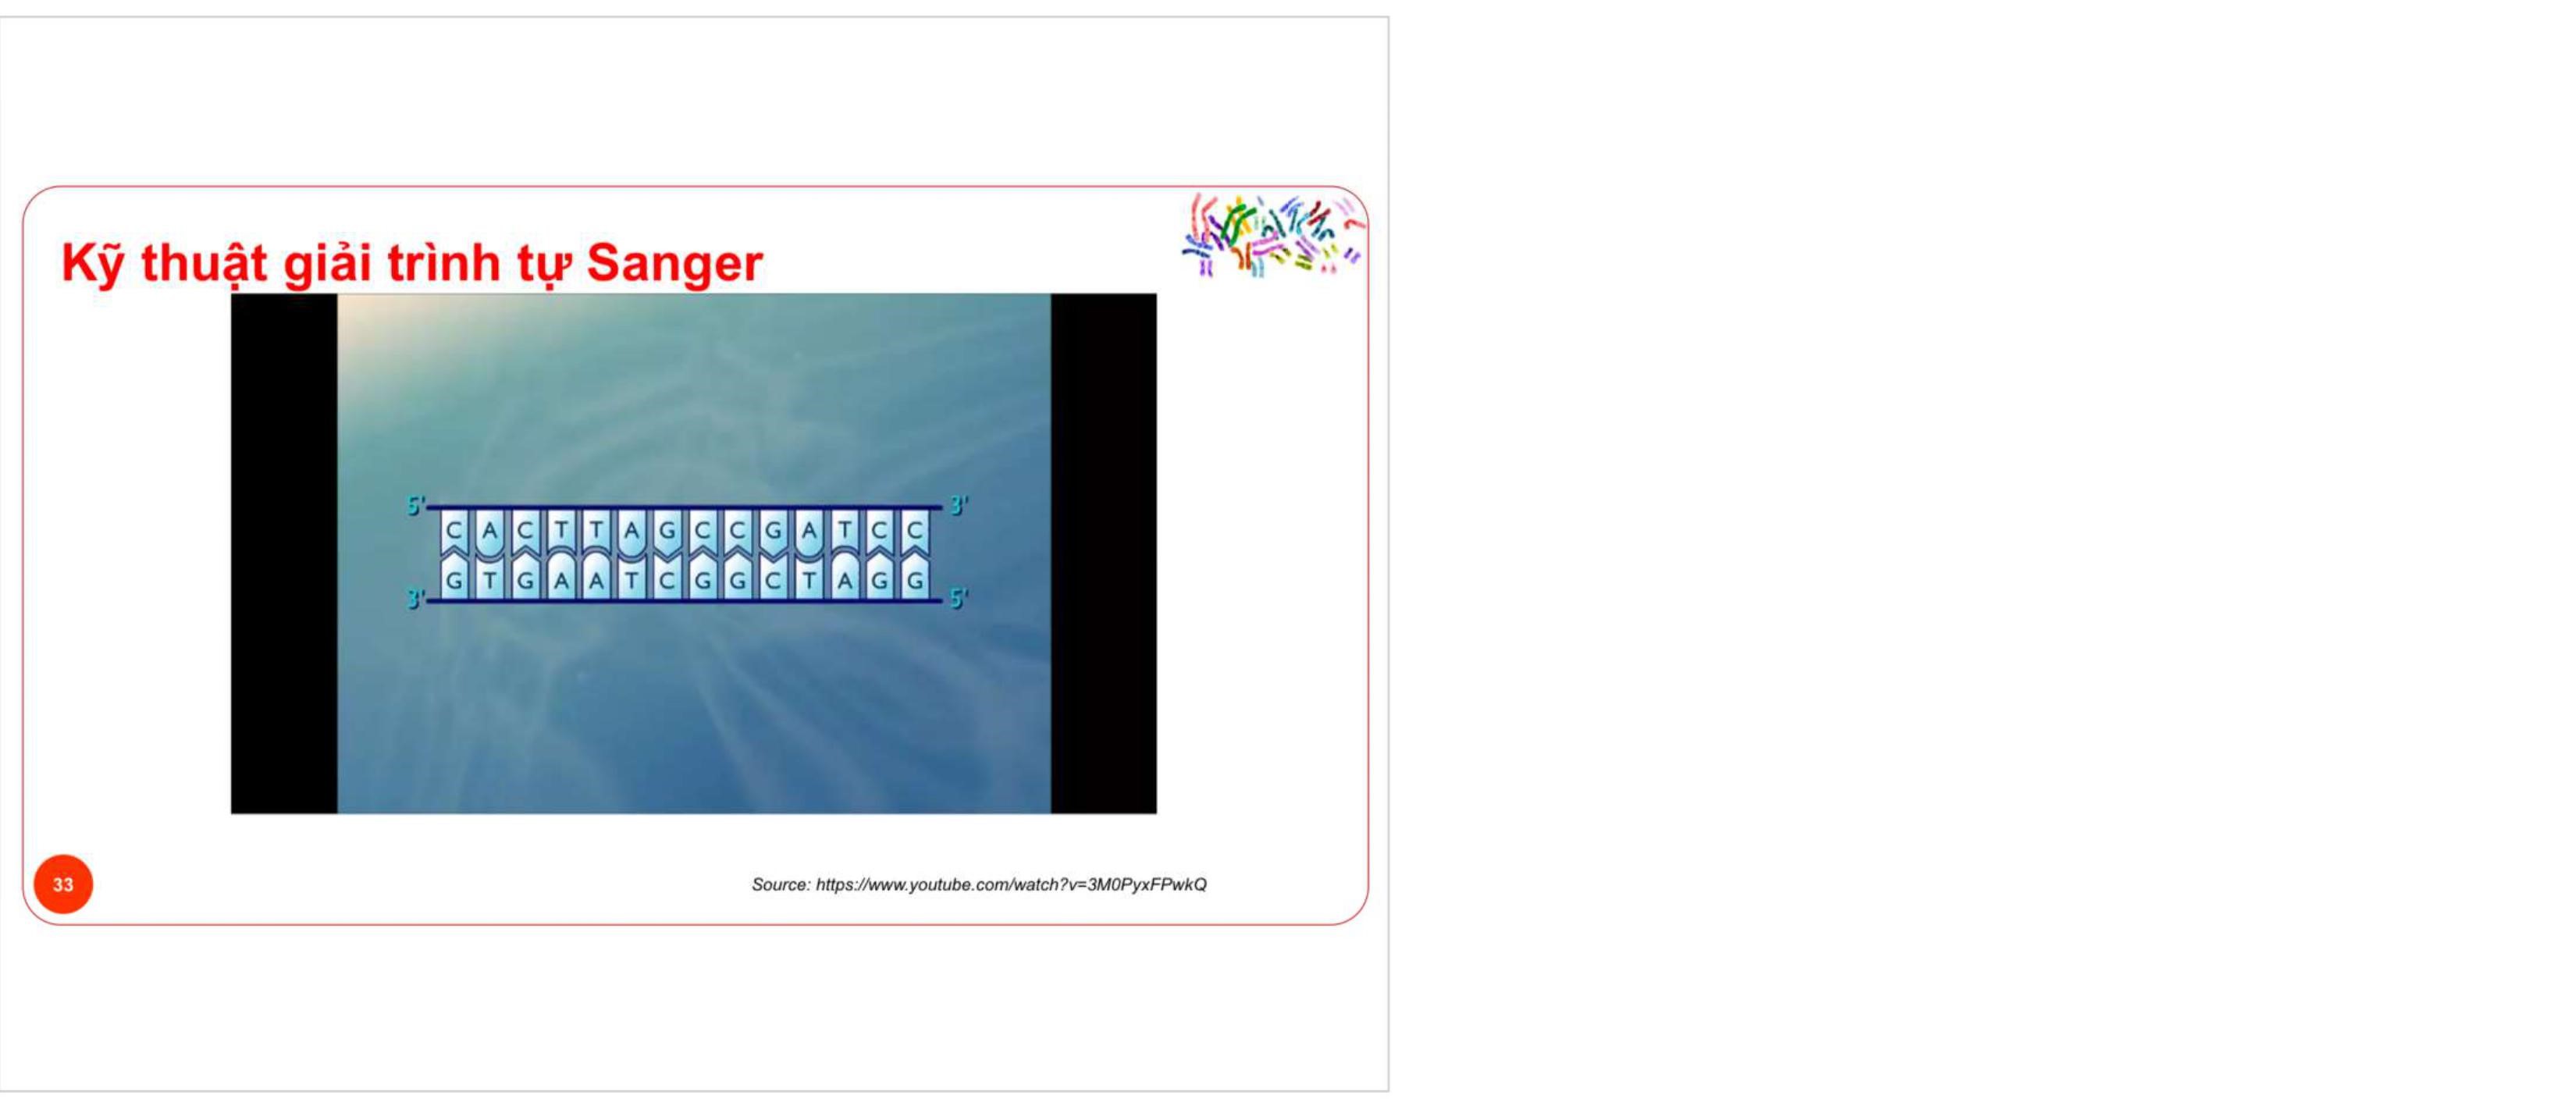 Kỹ thuật giải trình tự Sanger
5' 3'
C A C T T A G C C G A T C C
G T G A A T C G G C T A G G
3' 5'
33
Source: https://www.youtube.com/watch?v=3M0PyxFPwkQ